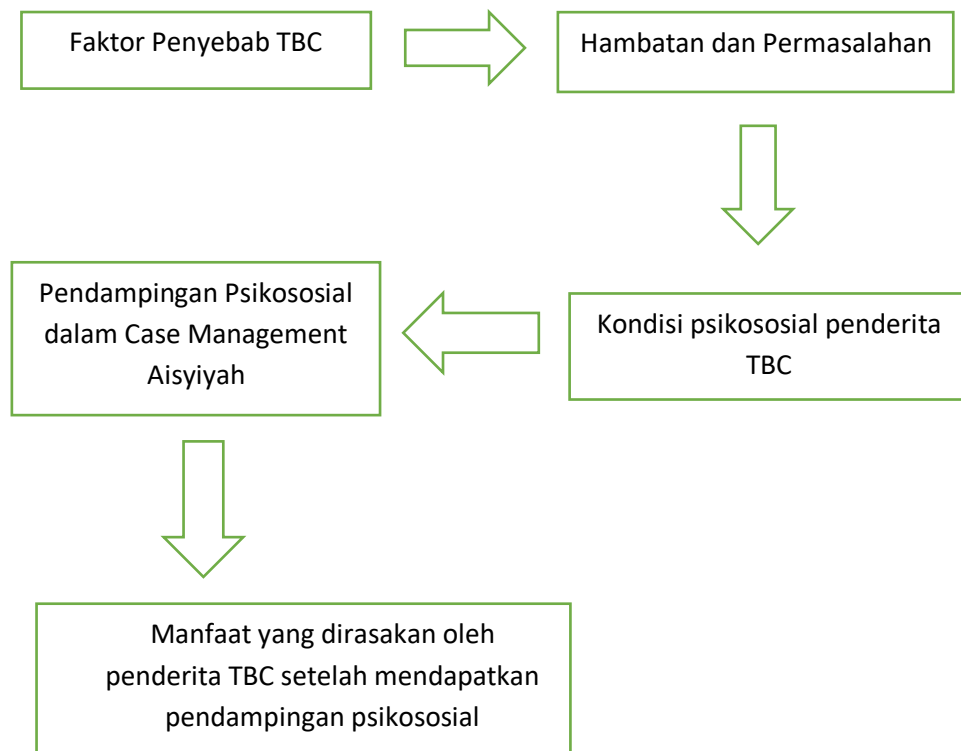 Faktor Penyebab TBC
Hambatan dan Permasalahan
Kondisi psikososial penderita
TBC
Pendampingan Psikososial
dalam Case Management
Aisyiyah
Manfaat yang dirasakan oleh
penderita TBC setelah mendapatkan
pendampingan psikososial